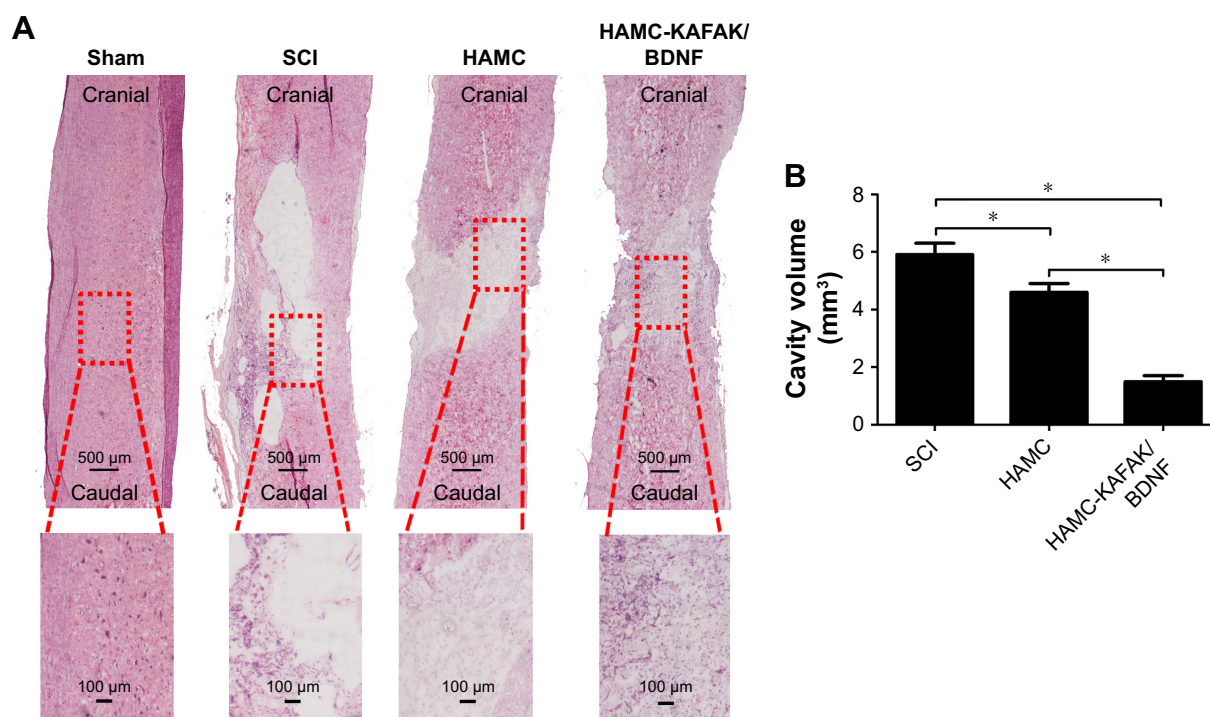 A
Sham
SCI
HAMC
HAMC-KAFAK/
BDNF
Cranial
Cranial
Cranial
Cranial
500 µm
500 µm
500 µm
500 µm
Caudal
Caudal
Caudal
Caudal
100 µm
100 µm
100 µm
100 µm
B
Cavity volume
(mm³)
8
6
4
2
0
*
*
*
SCI
HAMC
HAMC-KAFAK/
BDNF